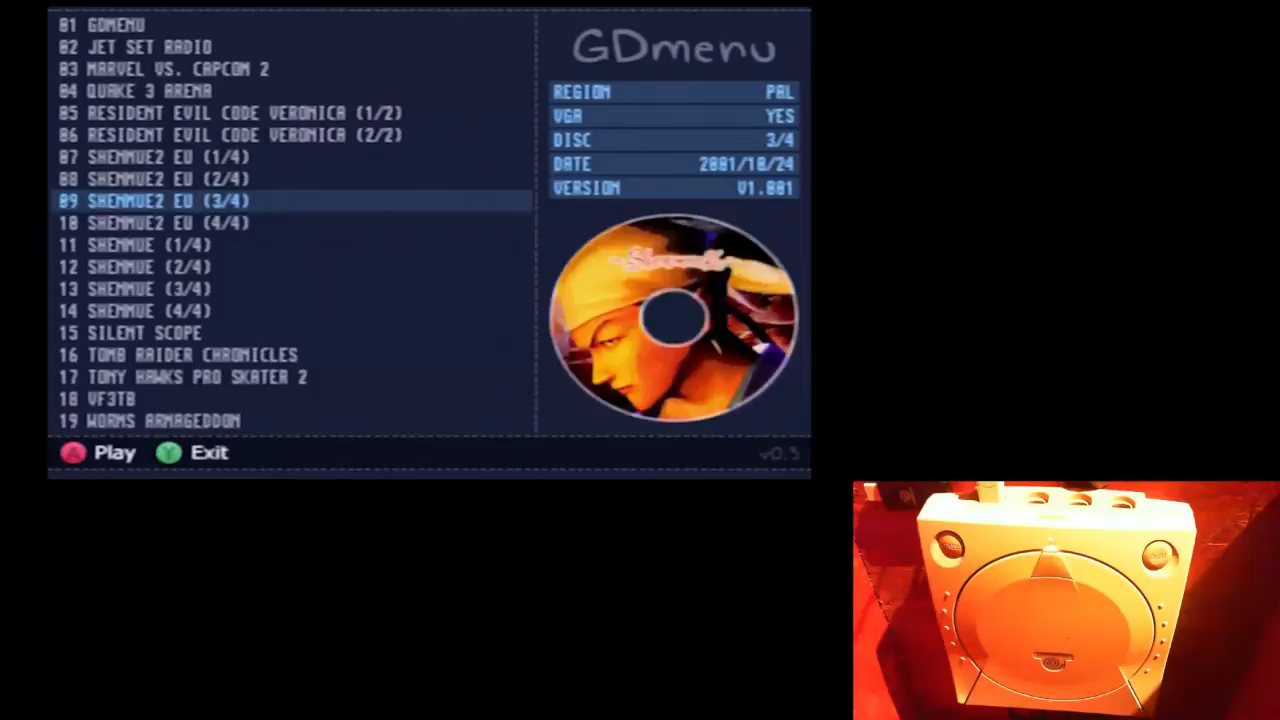 01 GDMENU
02 JET SET RADIO
03 MARVEL VS. CAPCOM 2
04 QUAKE 3 ARENA
05 RESIDENT EVIL CODE VERONICA (1/2)
06 RESIDENT EVIL CODE VERONICA (2/2)
07 SHENMUE2 EU (1/4)
08 SHENMUE2 EU (2/4)
09 SHENMUE2 EU (3/4)
10 SHENMUE2 EU (4/4)
11 SHENMUE (1/4)
12 SHENMUE (2/4)
13 SHENMUE (3/4)
14 SHENMUE (4/4)
15 SILENT SCOPE
16 TOMB RAIDER CHRONICLES
17 TONY HAWKS PRO SKATER 2
18 VF3TB
19 WORMS ARMAGEDDON
A Play Y Exit
GDmenu
REGION PAL
VGA YES
DISC 3/4
DATE 2001/10/24
VERSION V1.001
Shenmue
v0.3